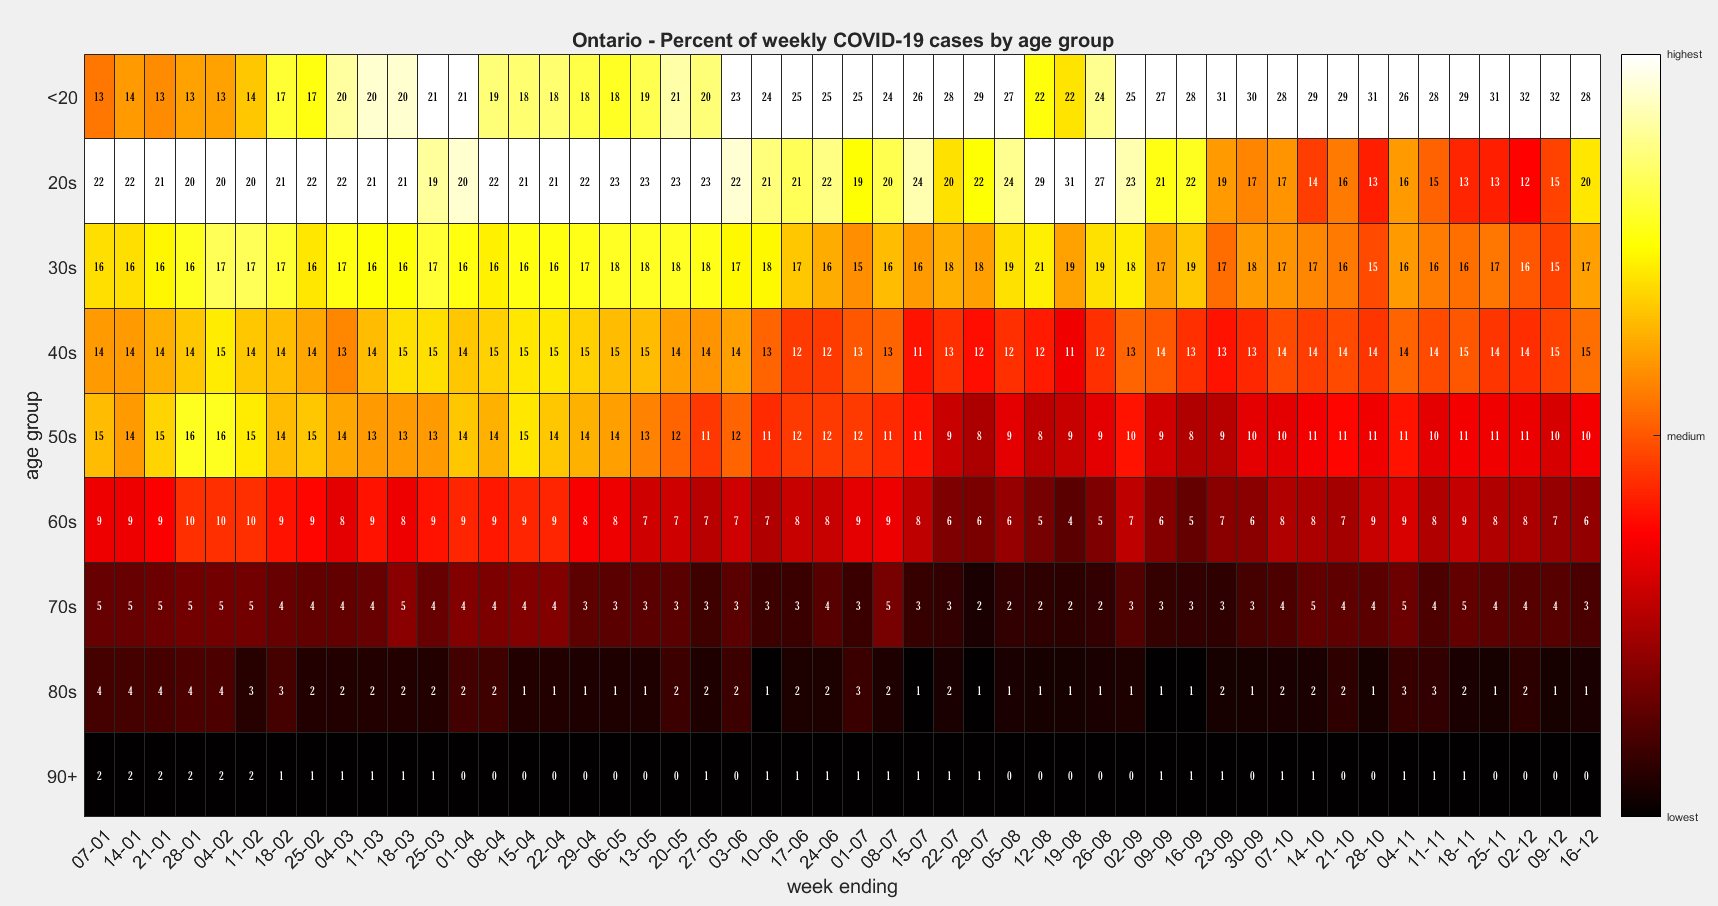 Ontario - Percent of weekly COVID-19 cases by age group
<20 13 14 13 13 13 14 17 17 20 20 20 21 21 19 18 18 18 18 19 21 20 23 24 25 25 25 24 26 28 29 27 22 22 24 25 27 28 31 30 28 29 29 31 26 28 29 31 32 32 28
20s 22 22 21 20 20 20 21 22 22 21 21 19 20 22 21 21 22 23 23 23 23 22 21 21 22 19 20 24 20 22 24 29 31 27 23 21 22 19 17 17 14 16 13 16 15 13 13 12 15 20
30s 16 16 16 16 17 17 17 16 17 16 16 17 16 16 16 16 17 18 18 18 18 17 18 17 16 15 16 16 18 18 19 21 19 19 18 17 19 17 18 17 17 16 15 16 16 16 17 16 15 17
40s 14 14 14 14 15 14 14 14 13 14 15 15 14 15 15 15 15 15 15 14 14 14 13 12 12 13 13 11 13 12 12 12 11 12 13 14 13 13 13 14 14 14 14 14 14 15 14 14 15 15
50s 15 14 15 16 16 15 14 15 14 13 13 13 14 14 15 14 14 14 13 12 11 12 11 12 12 12 11 11 9 8 9 8 9 9 10 9 8 9 10 10 11 11 11 11 10 11 11 11 10 10
60s 9 9 9 10 10 10 9 9 8 9 8 9 9 9 9 9 8 8 7 7 7 7 7 8 8 9 9 8 6 6 6 5 4 5 7 6 5 7 6 8 8 7 9 9 8 9 8 8 7 6
70s 5 5 5 5 5 5 4 4 4 4 5 4 4 4 4 4 3 3 3 3 3 3 3 3 4 3 5 3 3 2 2 2 2 2 3 3 3 3 3 4 5 4 4 5 4 5 4 4 4 3
80s 4 4 4 4 4 3 3 2 2 2 2 2 2 2 1 1 1 1 1 2 2 2 1 2 2 3 2 1 2 1 1 1 1 1 1 1 1 2 1 2 2 2 1 3 3 2 1 2 1 1
90+ 2 2 2 2 2 2 1 1 1 1 1 1 0 0 0 0 0 0 0 0 1 0 1 1 1 1 1 1 1 1 0 0 0 0 0 1 1 1 0 1 1 0 0 1 1 1 0 0 0 0
07-01 14-01 21-01 28-01 04-02 11-02 18-02 25-02 04-03 11-03 18-03 25-03 01-04 08-04 15-04 22-04 29-04 06-05 13-05 20-05 27-05 03-06 10-06 17-06 24-06 01-07 08-07 15-07 22-07 29-07 05-08 12-08 19-08 26-08 02-09 09-09 16-09 23-09 30-09 07-10 14-10 21-10 28-10 04-11 11-11 18-11 25-11 02-12 09-12 16-12
week ending
age group
highest
medium
lowest